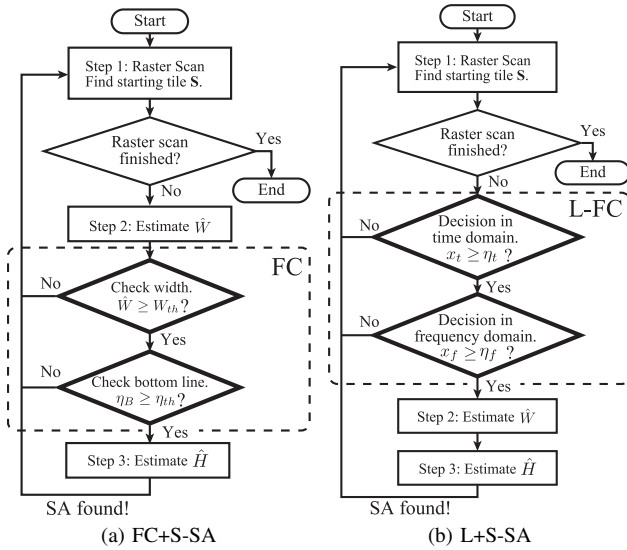 Start
Step 1: Raster Scan
Find starting tile S.
Raster scan
finished?
Yes
End
No
Step 2: Estimate Ŵ
FC
No
Check width.
Ŵ ≥ W_th?
Yes
No
Check bottom line.
η_B ≥ η_th?
Yes
Step 3: Estimate Ĥ
SA found!
(a) FC+S-SA
Start
Step 1: Raster Scan
Find starting tile S.
Raster scan
finished?
Yes
End
No
L-FC
No
Decision in
time domain.
x_t ≥ η_t ?
Yes
No
Decision in
frequency domain.
x_f ≥ η_f ?
Yes
Step 2: Estimate Ŵ
Step 3: Estimate Ĥ
SA found!
(b) L+S-SA